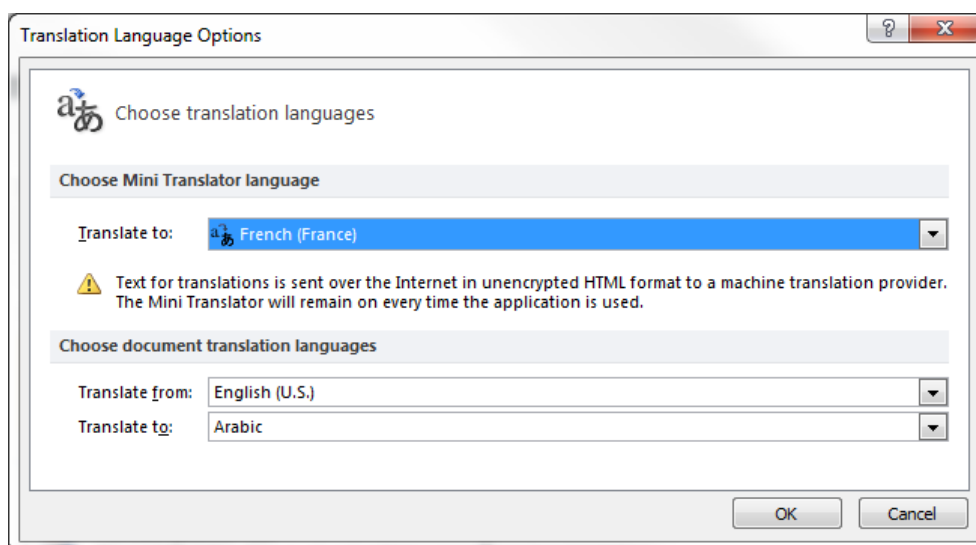 Translation Language Options
Choose translation languages
Choose Mini Translator language
Translate to: French (France)
Text for translations is sent over the Internet in unencrypted HTML format to a machine translation provider.
The Mini Translator will remain on every time the application is used.
Choose document translation languages
Translate from: English (U.S.)
Translate to: Arabic
OK Cancel